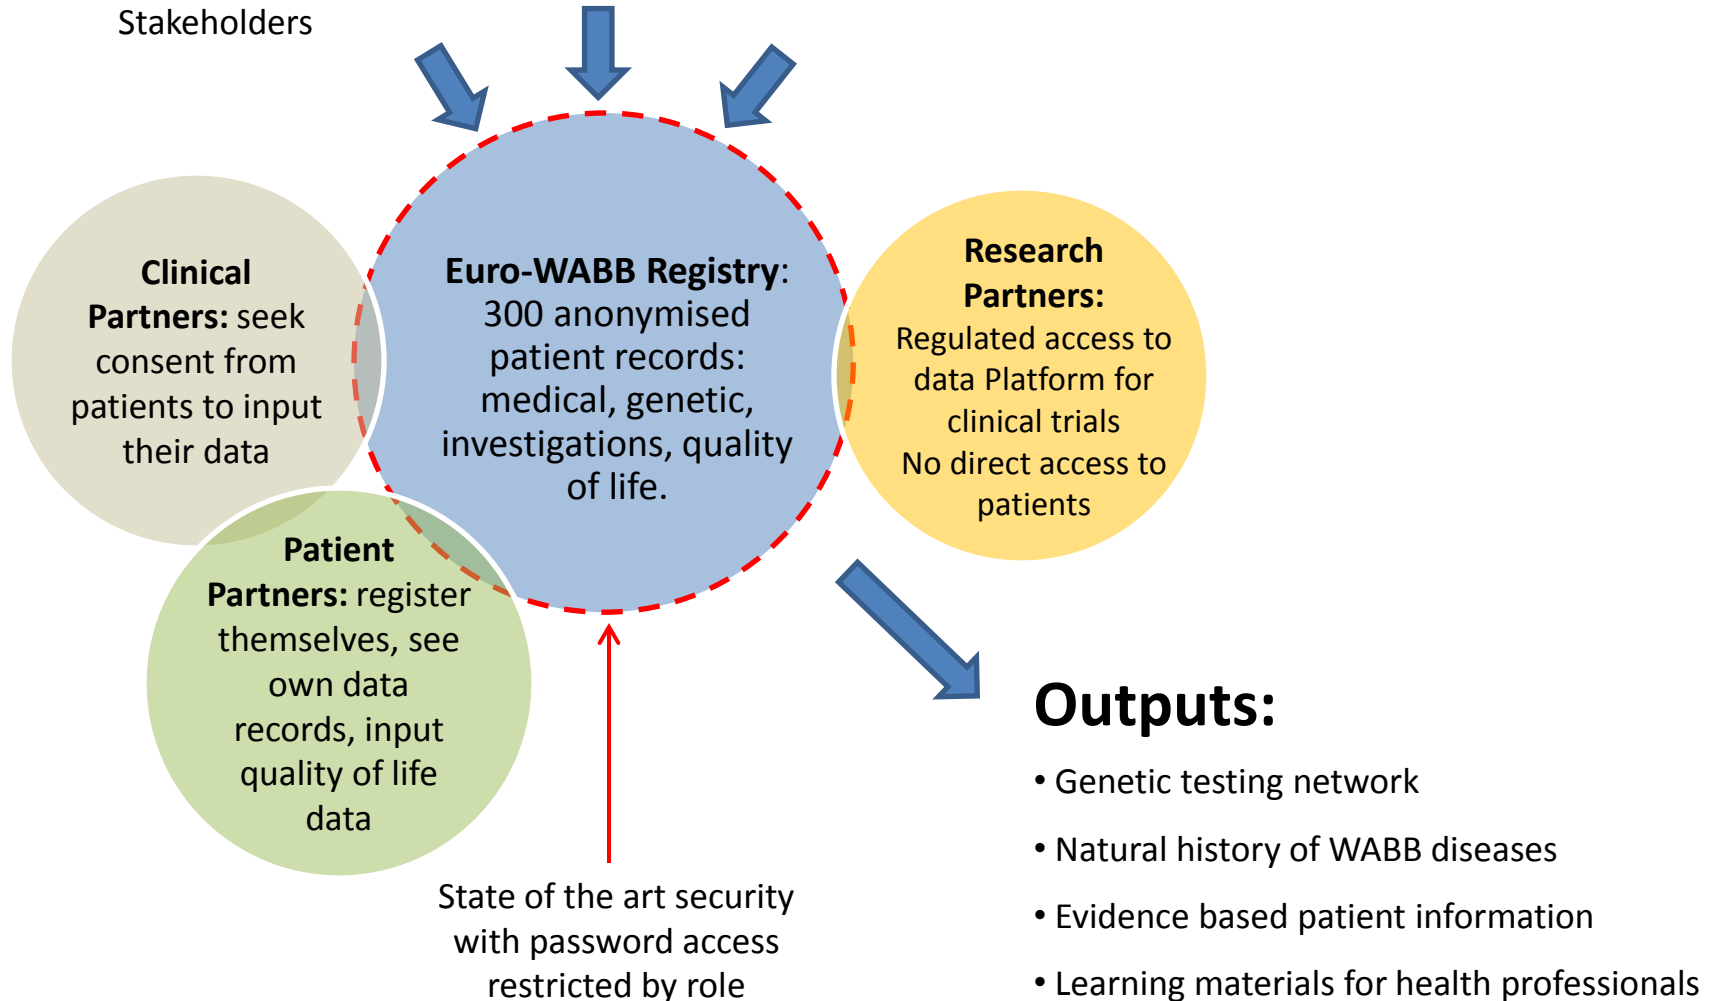 Stakeholders
Clinical
Partners: seek
consent from
patients to input
their data
Euro-WABB Registry:
300 anonymised
patient records:
medical, genetic,
investigations, quality
of life.
Research
Partners:
Regulated access to
data Platform for
clinical trials
No direct access to
patients
Patient
Partners: register
themselves, see
own data
records, input
quality of life
data
State of the art security
with password access
restricted by role
Outputs:
• Genetic testing network
• Natural history of WABB diseases
• Evidence based patient information
• Learning materials for health professionals